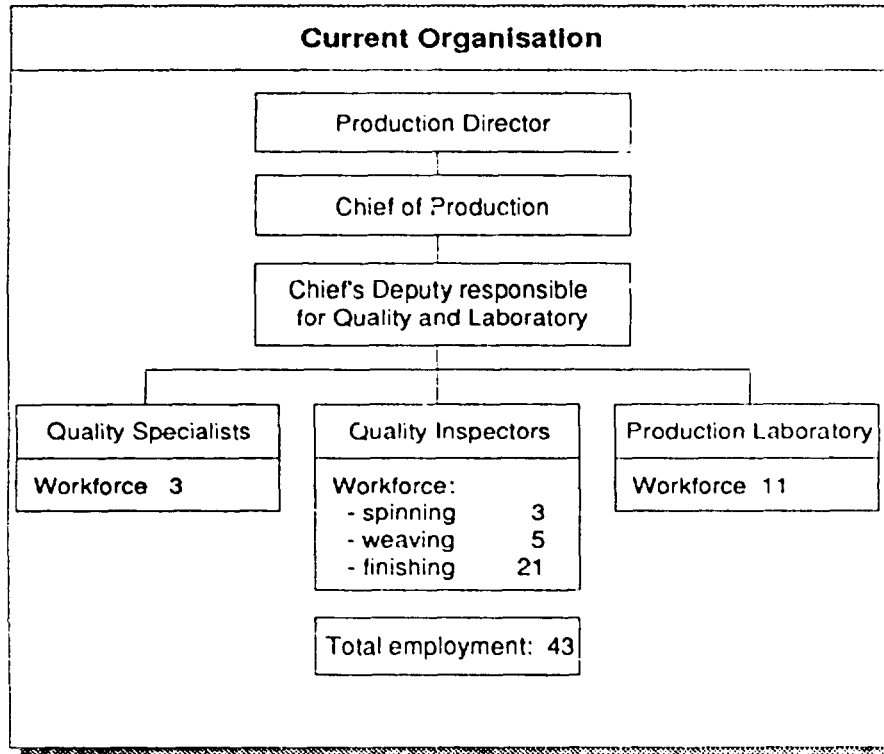 Current Organisation
Production Director
Chief of Production
Chief's Deputy responsible
for Quality and Laboratory
Quality Specialists
Workforce 3
Quality Inspectors
Workforce:
- spinning 3
- weaving 5
- finishing 21
Production Laboratory
Workforce 11
Total employment: 43